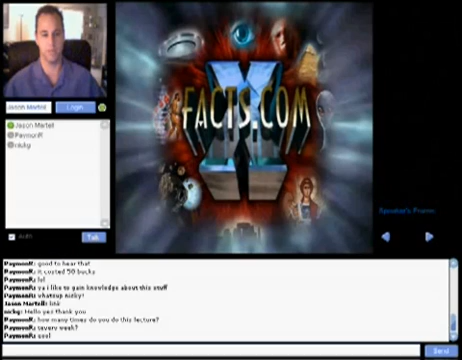 Jason Martell
Login
Jason Martell
PaymonR
nicky
Auto
Talk
X
FACTS.COM
Speaker's Frame
PaymonR: good to hear that
PaymonR: it costed 50 bucks
PaymonR: lol
PaymonR: ya i like to gain knowledge about this stuff
PaymonR: whatsup nicky!
Jason Martell: link
nicky: Hello yes thank you
PaymonR: how many times do you do this lecture?
PaymonR: every week?
PaymonR:
Send